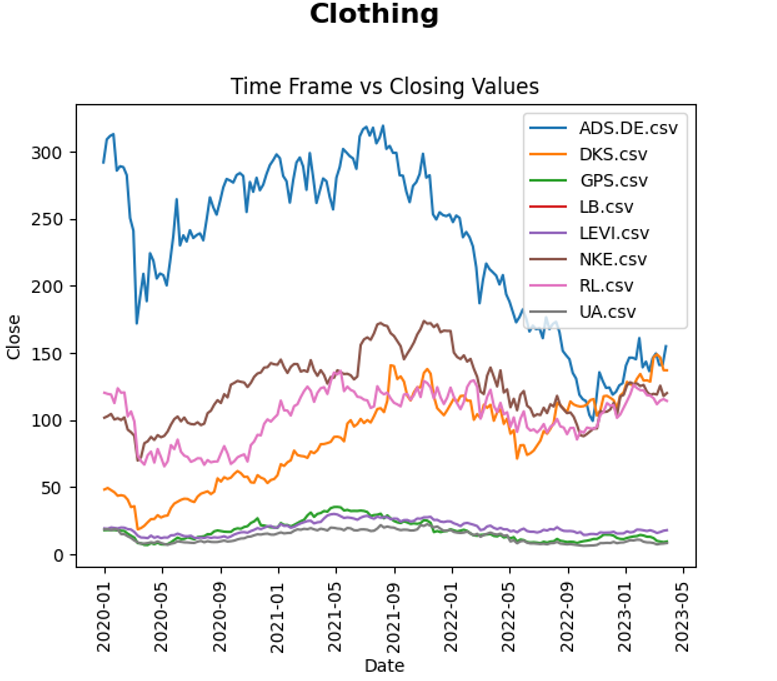 Clothing
Time Frame vs Closing Values
ADS.DE.csv
DKS.csv
GPS.csv
LB.csv
LEVI.csv
NKE.csv
RL.csv
UA.csv
Close
300
250
200
150
100
50
0
2020-01
2020-05
2020-09
2021-01
2021-05
2021-09
2022-01
2022-05
2022-09
2023-01
2023-05
Date